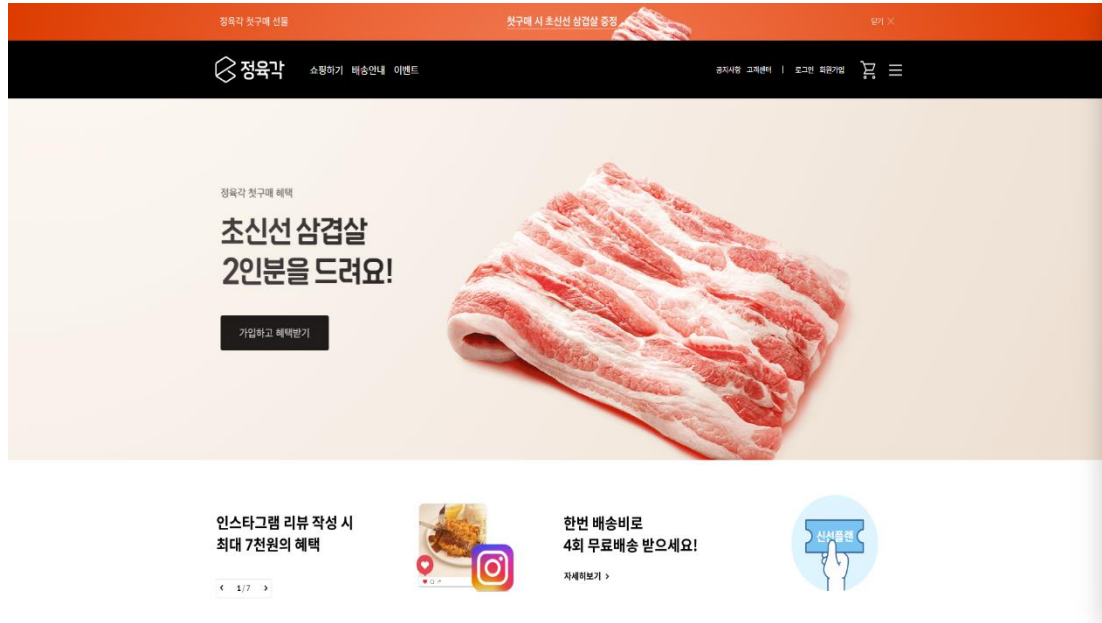 정육각 첫구매 선물
첫구매 시 초신선 삼겹살 증정
닫기 ×
정육각
쇼핑하기 배송안내 이벤트
공지사항 고객센터 | 로그인 회원가입
정육각 첫구매 혜택
초신선 삼겹살
2인분을 드려요!
가입하고 혜택받기
인스타그램 리뷰 작성 시
최대 7천원의 혜택
< 1/7 >
한번 배송비로
4회 무료배송 받으세요!
자세히보기 >
신선플랜